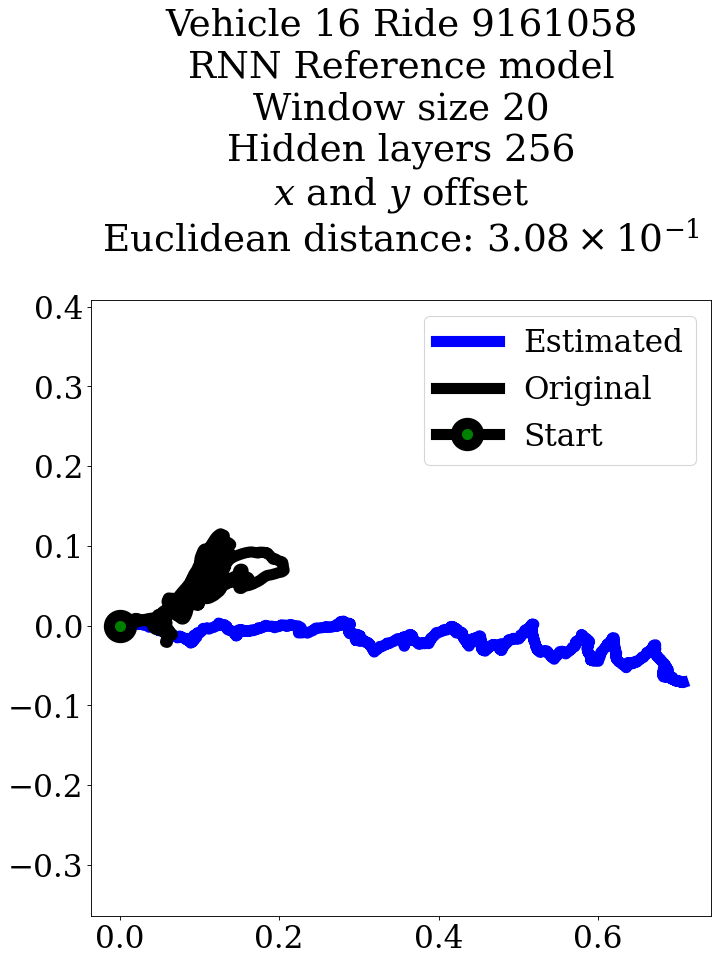 Vehicle 16 Ride 9161058
RNN Reference model
Window size 20
Hidden layers 256
x and y offset
Euclidean distance: 3.08 × 10⁻¹
Estimated
Original
Start
0.4
0.3
0.2
0.1
0.0
−0.1
−0.2
−0.3
0.0 0.2 0.4 0.6